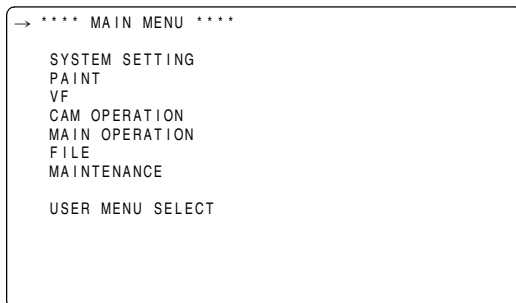 → **** MAIN MENU ****
SYSTEM SETTING
PAINT
VF
CAM OPERATION
MAIN OPERATION
FILE
MAINTENANCE
USER MENU SELECT